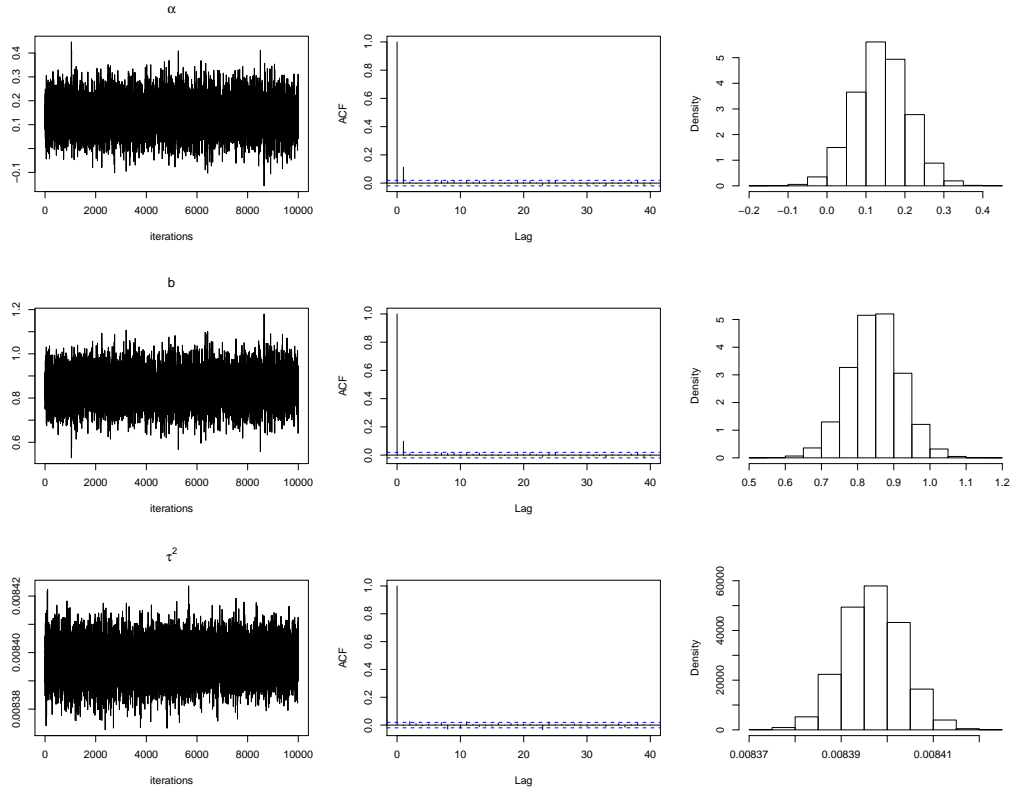 α
0.4
0.3
0.2
0.1
−0.1
0 2000 4000 6000 8000 10000
iterations
1.0
0.8
0.6
0.4
0.2
0.0
ACF
0 10 20 30 40
Lag
5
4
3
2
1
0
Density
−0.2 −0.1 0.0 0.1 0.2 0.3 0.4
b
1.2
1.0
0.8
0.6
0 2000 4000 6000 8000 10000
iterations
1.0
0.8
0.6
0.4
0.2
0.0
ACF
0 10 20 30 40
Lag
5
4
3
2
1
0
Density
0.5 0.6 0.7 0.8 0.9 1.0 1.1 1.2
τ²
0.00842
0.00840
0.00838
0 2000 4000 6000 8000 10000
iterations
1.0
0.8
0.6
0.4
0.2
0.0
ACF
0 10 20 30 40
Lag
60000
40000
20000
0
Density
0.00837 0.00839 0.00841